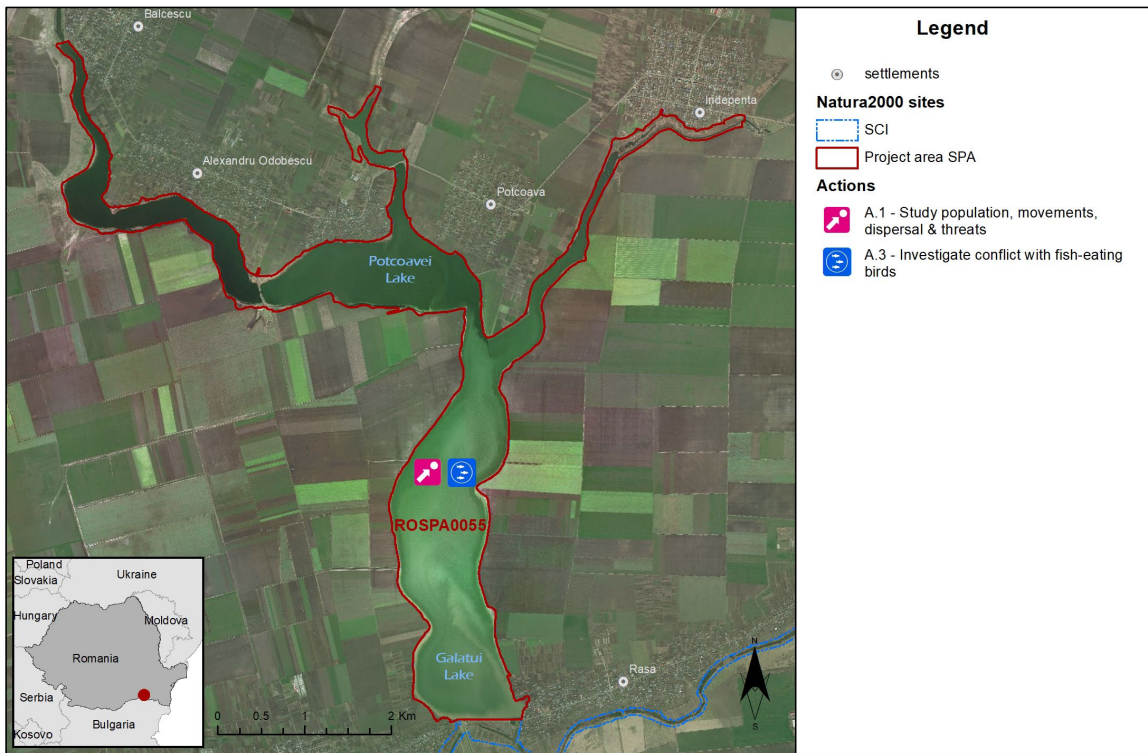 Balcescu
Independenta
Alexandru Odobescu
Potcoava
Potcoavei
Lake
ROSPA0055
Galatui
Lake
Rasa
N
S
0 0.5 1 2 Km
Poland
Slovakia
Ukraine
Hungary
Moldova
Romania
Serbia
Bulgaria
Kosovo
Legend
settlements
Natura2000 sites
SCI
Project area SPA
Actions
A.1 - Study population, movements,
dispersal & threats
A.3 - Investigate conflict with fish-eating
birds